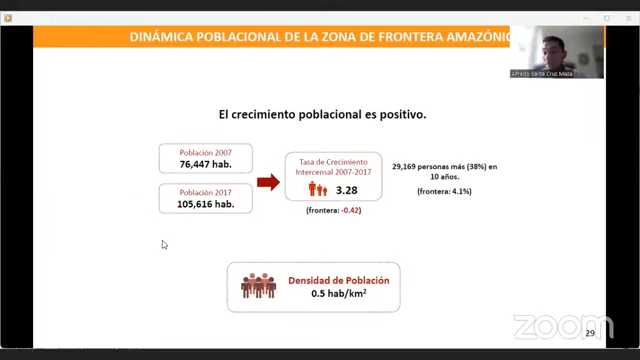 DINÁMICA POBLACIONAL DE LA ZONA DE FRONTERA AMAZÓNIC
Alfredo Santa Cruz Maza
El crecimiento poblacional es positivo.
Población 2007
76,447 hab.
Población 2017
105,616 hab.
Tasa de Crecimiento
Intercensal 2007-2017
3.28
(frontera: -0.42)
29,169 personas más (38%) en
10 años.
(frontera: 4.1%)
Densidad de Población
0.5 hab/km²
29
zoom